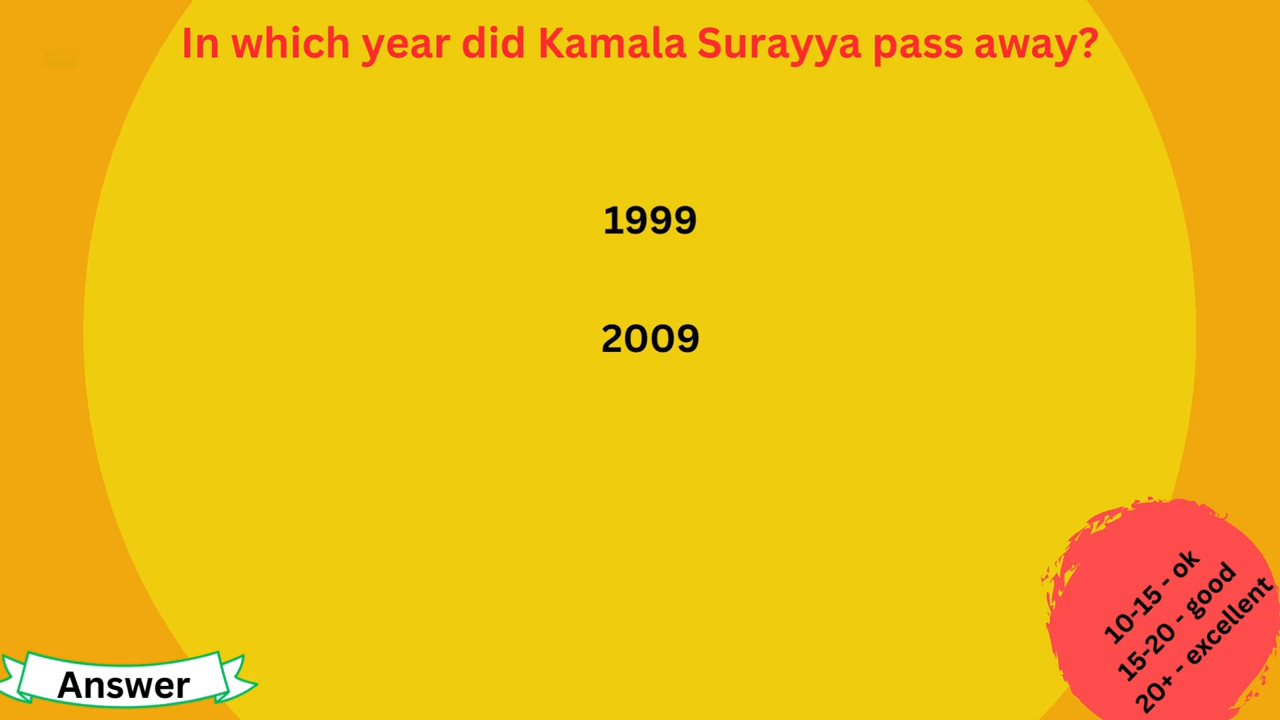 In which year did Kamala Surayya pass away?
1999
2009
Answer
10-15 - ok
15-20 - good
20+ - excellent